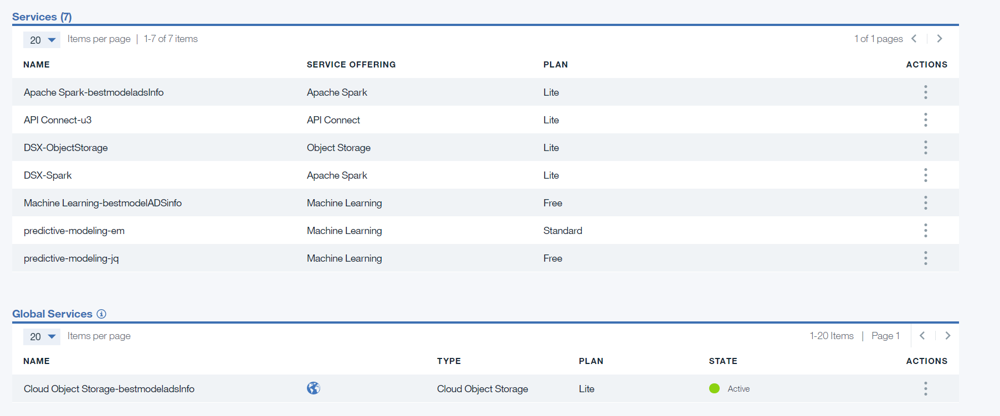 Services (7)
20 Items per page | 1-7 of 7 items 1 of 1 pages
NAME SERVICE OFFERING PLAN ACTIONS
Apache Spark-bestmodeladsInfo Apache Spark Lite
API Connect-u3 API Connect Lite
DSX-ObjectStorage Object Storage Lite
DSX-Spark Apache Spark Lite
Machine Learning-bestmodelADSinfo Machine Learning Free
predictive-modeling-em Machine Learning Standard
predictive-modeling-jq Machine Learning Free
Global Services
20 Items per page 1-20 Items | Page 1
NAME TYPE PLAN STATE ACTIONS
Cloud Object Storage-bestmodeladsInfo Cloud Object Storage Lite Active